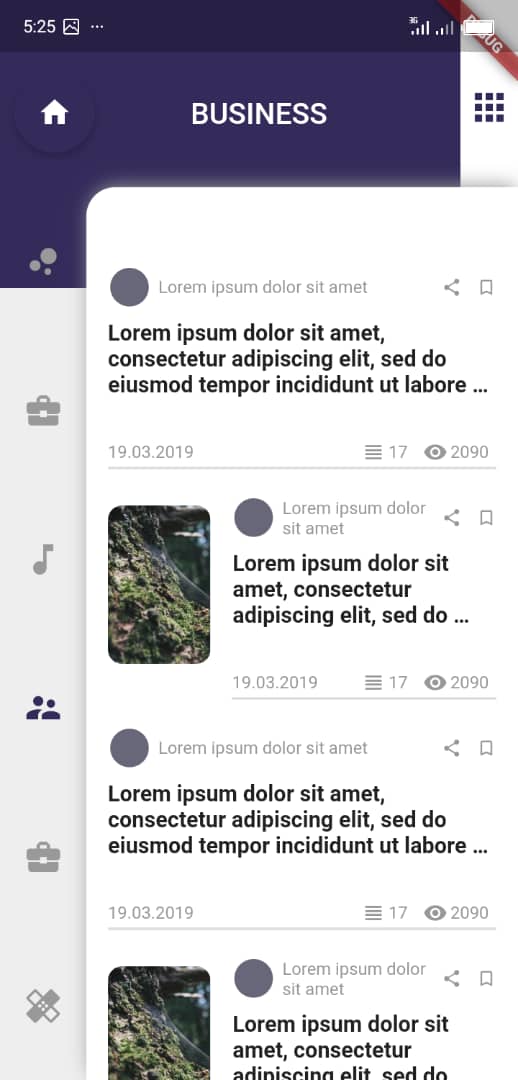 5:25
3G
DEBUG
BUSINESS
Lorem ipsum dolor sit amet
Lorem ipsum dolor sit amet,
consectetur adipiscing elit, sed do
eiusmod tempor incididunt ut labore ...
19.03.2019 17 2090
Lorem ipsum dolor
sit amet
Lorem ipsum dolor sit
amet, consectetur
adipiscing elit, sed do ...
19.03.2019 17 2090
Lorem ipsum dolor sit amet
Lorem ipsum dolor sit amet,
consectetur adipiscing elit, sed do
eiusmod tempor incididunt ut labore ...
19.03.2019 17 2090
Lorem ipsum dolor
sit amet
Lorem ipsum dolor sit
amet, consectetur
adipiscing elit, sed do